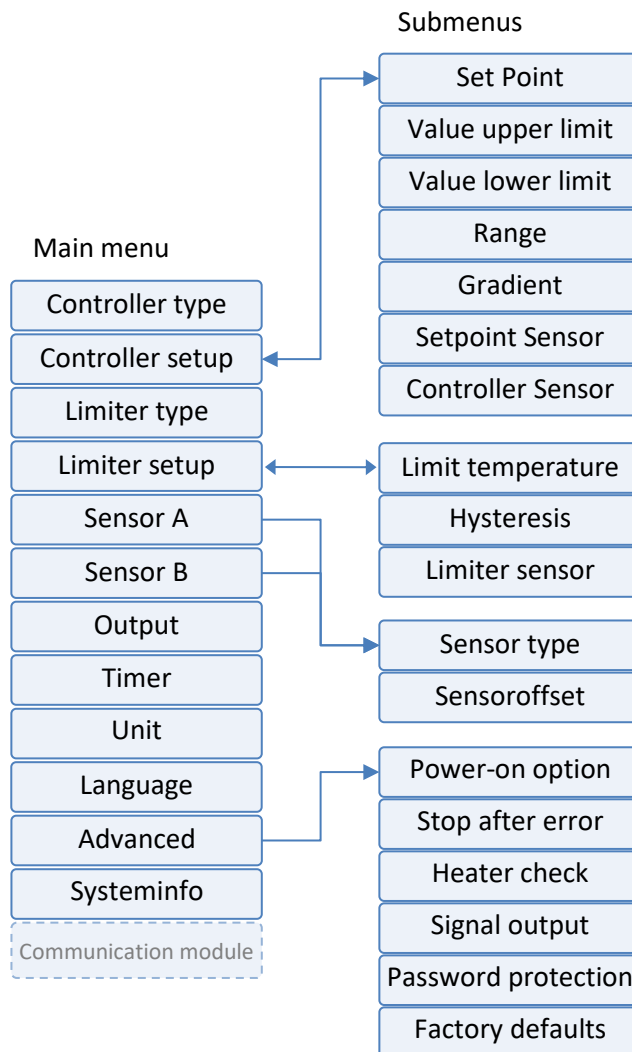 Submenus
Set Point
Value upper limit
Value lower limit
Range
Gradient
Setpoint Sensor
Controller Sensor
Limit temperature
Hysteresis
Limiter sensor
Sensor type
Sensoroffset
Power-on option
Stop after error
Heater check
Signal output
Password protection
Factory defaults
Main menu
Controller type
Controller setup
Limiter type
Limiter setup
Sensor A
Sensor B
Output
Timer
Unit
Language
Advanced
Systeminfo
Communication module